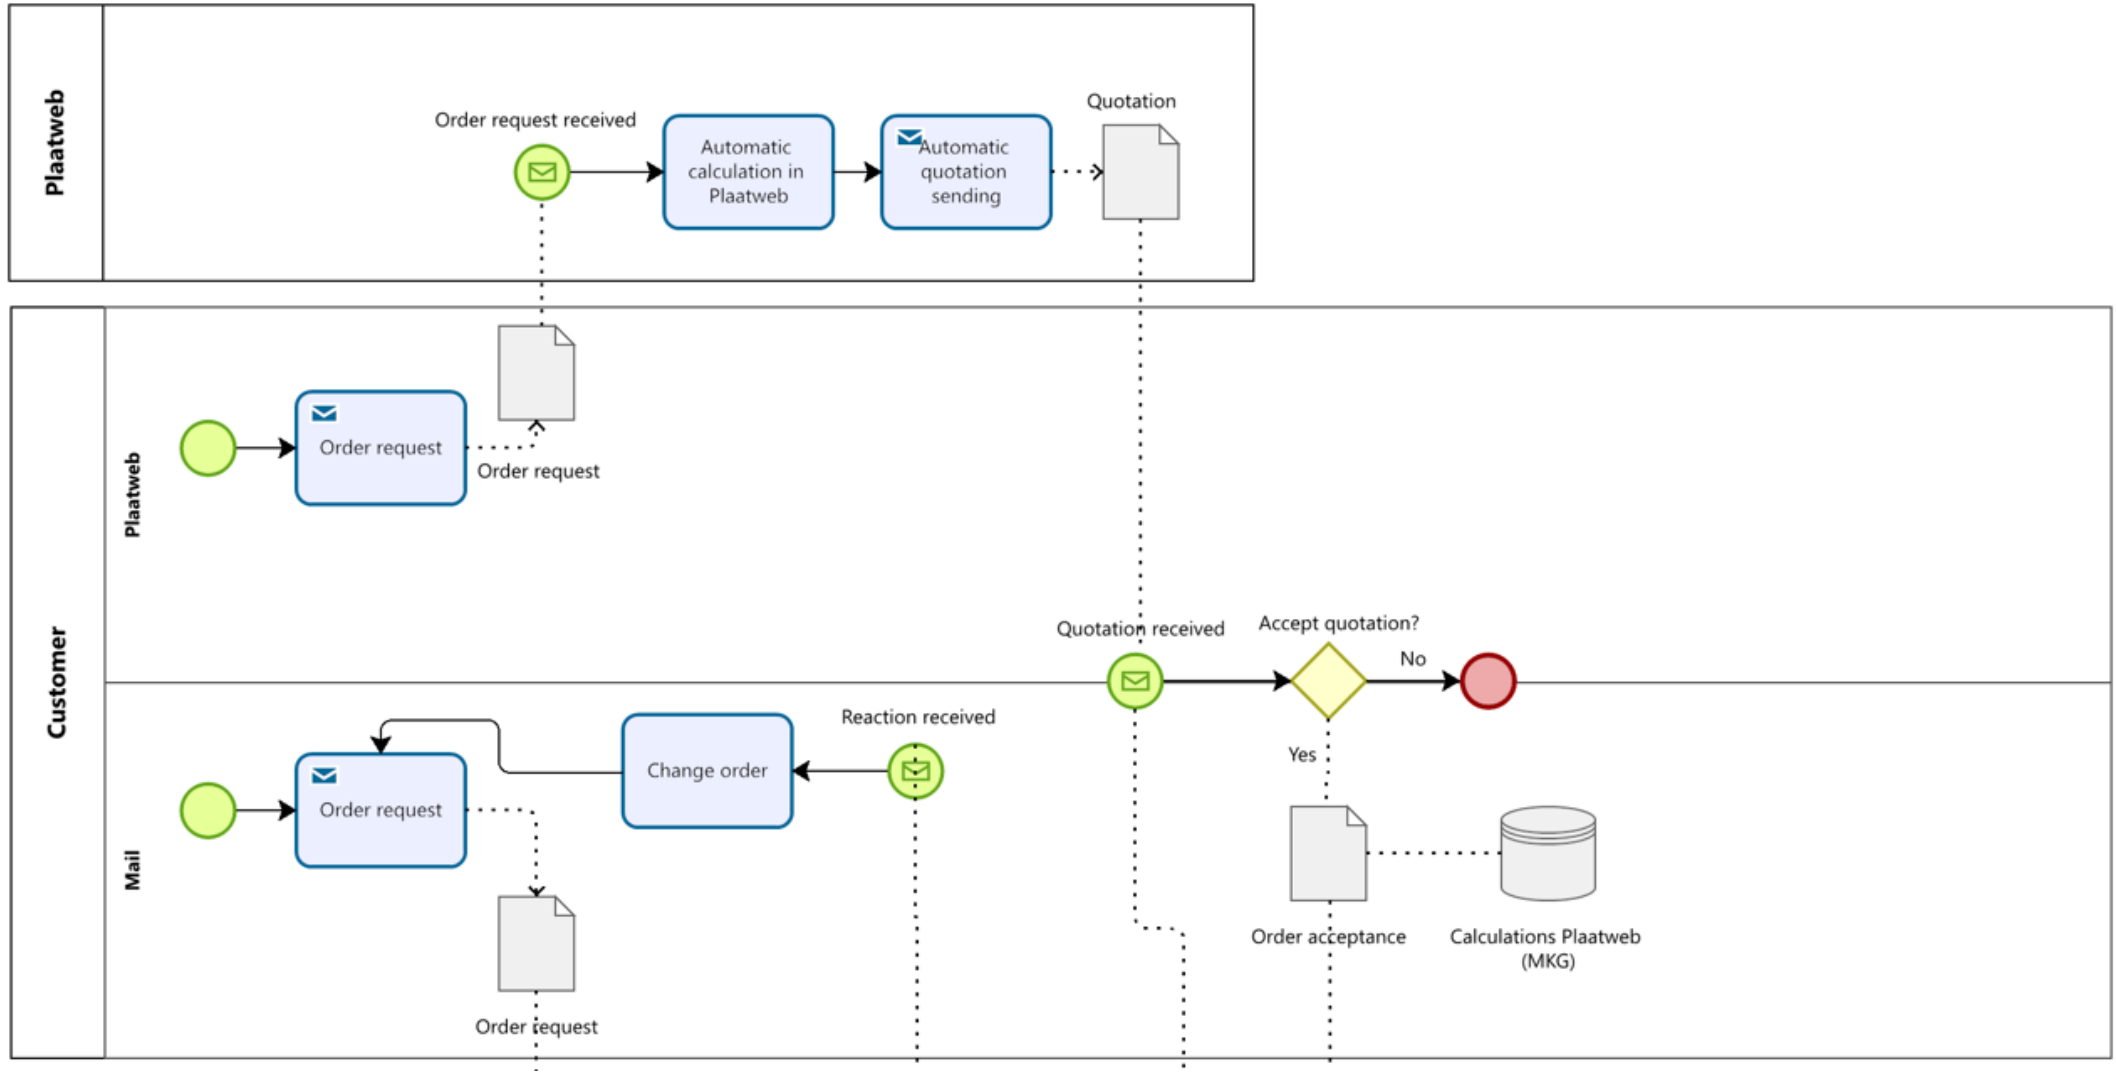 Plaatweb
Order request received
Automatic
calculation in
Plaatweb
Automatic
quotation
sending
Quotation
Customer
Plaatweb
Order request
Order request
Quotation received
Accept quotation?
No
Yes
Mail
Order request
Change order
Reaction received
Order request
Order acceptance
Calculations Plaatweb
(MKG)